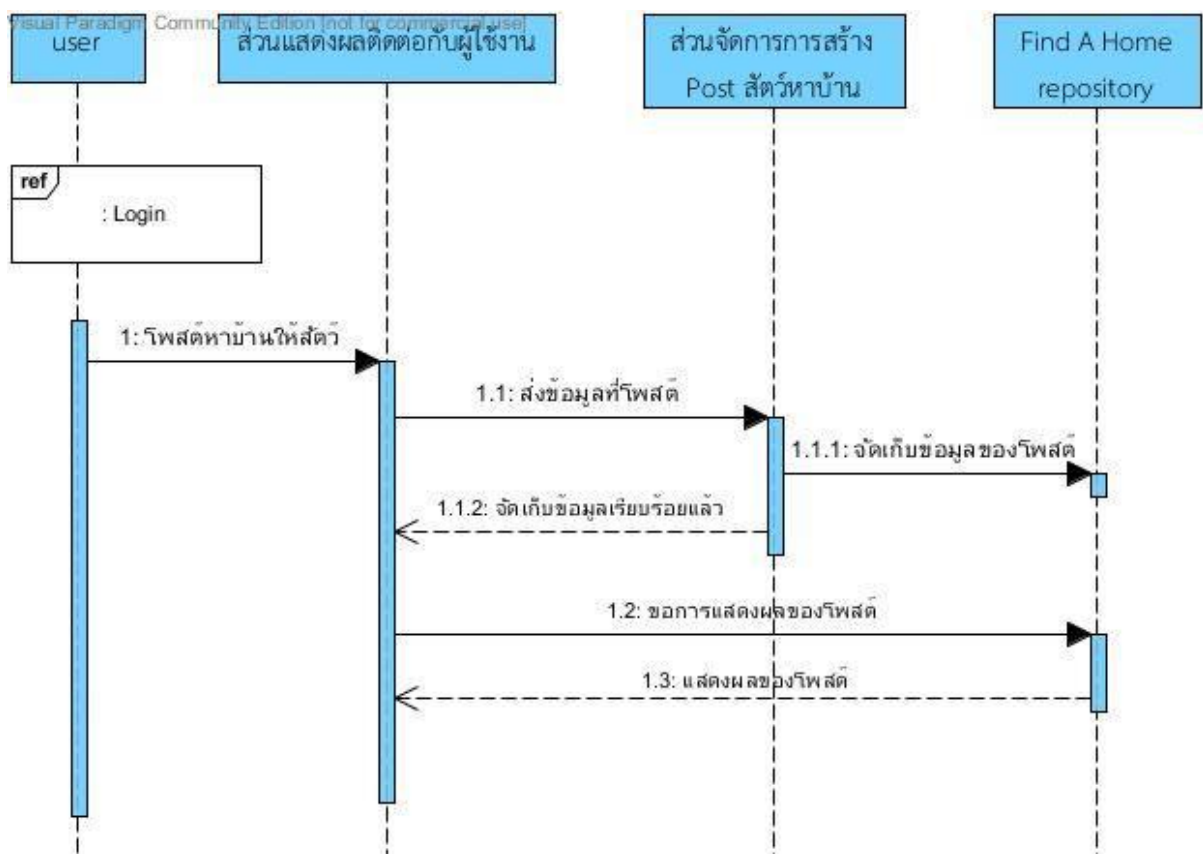 Visual Paradigm Community Edition [not for commercial use]
user
ส่วนแสดงผลติดต่อกับผู้ใช้งาน
ส่วนจัดการการสร้าง
Post สัตว์หาบ้าน
Find A Home
repository
ref
: Login
1: โพสต์หาบ้านให้สัตว์
1.1: ส่งข้อมูลที่โพสต์
1.1.1: จัดเก็บข้อมูลของโพสต์
1.1.2: จัดเก็บข้อมูลเรียบร้อยแล้ว
1.2: ขอการแสดงผลของโพสต์
1.3: แสดงผลของโพสต์